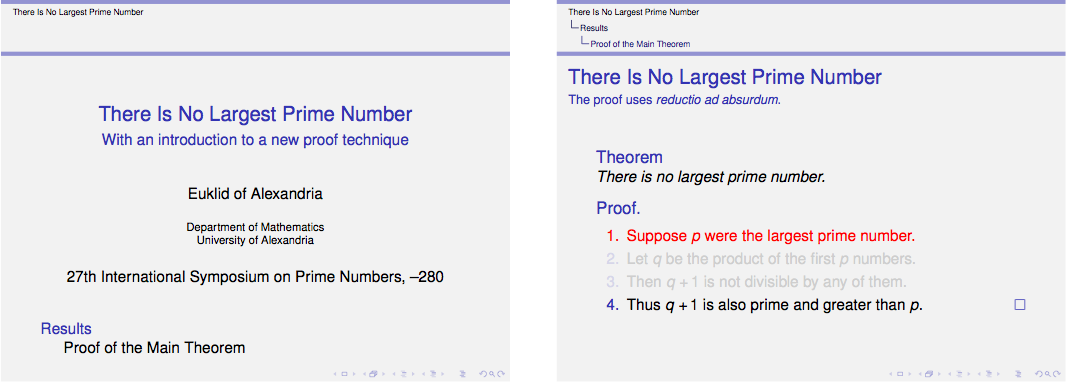 There Is No Largest Prime Number
There Is No Largest Prime Number
With an introduction to a new proof technique
Euklid of Alexandria
Department of Mathematics
University of Alexandria
27th International Symposium on Prime Numbers, –280
Results
Proof of the Main Theorem
There Is No Largest Prime Number
Results
Proof of the Main Theorem
There Is No Largest Prime Number
The proof uses reductio ad absurdum.
Theorem
There is no largest prime number.
Proof.
1. Suppose p were the largest prime number.
2. Let q be the product of the first p numbers.
3. Then q + 1 is not divisible by any of them.
4. Thus q + 1 is also prime and greater than p.